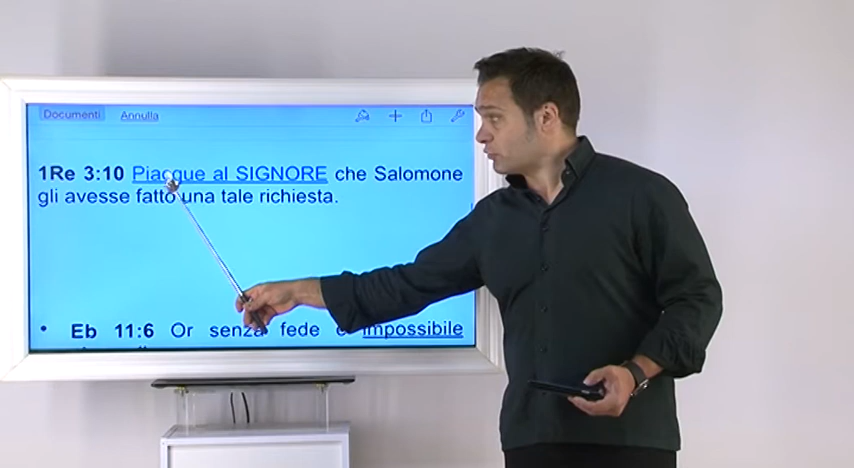 Documenti Annulla
1Re 3:10 Piacque al SIGNORE che Salomone
gli avesse fatto una tale richiesta.
• Eb 11:6 Or senza fede è impossibile